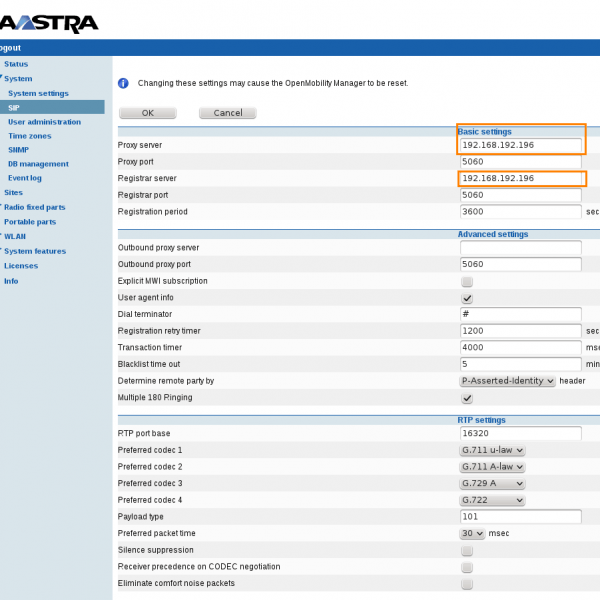 AASTRA
ogout
Status
System
System settings
SIP
User administration
Time zones
SNMP
DB management
Event log
Sites
Radio fixed parts
Portable parts
WLAN
System features
Licenses
Info
i Changing these settings may cause the OpenMobility Manager to be reset.
OK Cancel
Basic settings
Proxy server 192.168.192.196
Proxy port 5060
Registrar server 192.168.192.196
Registrar port 5060
Registration period 3600 sec
Advanced settings
Outbound proxy server
Outbound proxy port 5060
Explicit MWI subscription
User agent info
Dial terminator #
Registration retry timer 1200 sec
Transaction timer 4000 mse
Blacklist time out 5 min
Determine remote party by P-Asserted-Identity header
Multiple 180 Ringing
RTP settings
RTP port base 16320
Preferred codec 1 G.711 u-law
Preferred codec 2 G.711 A-law
Preferred codec 3 G.729 A
Preferred codec 4 G.722
Payload type 101
Preferred packet time 30 msec
Silence suppression
Receiver precedence on CODEC negotiation
Eliminate comfort noise packets